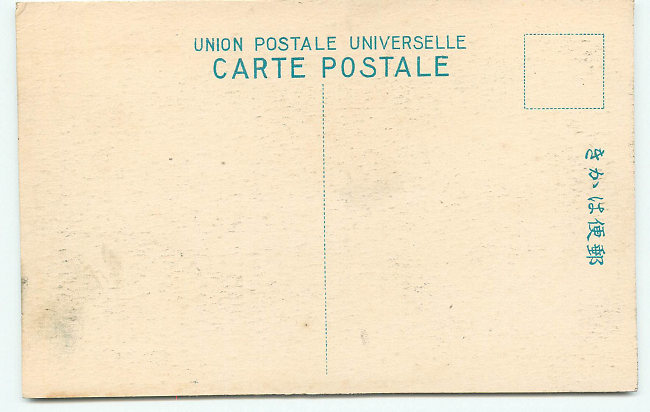 UNION POSTALE UNIVERSELLE
CARTE POSTALE
きかは便郵